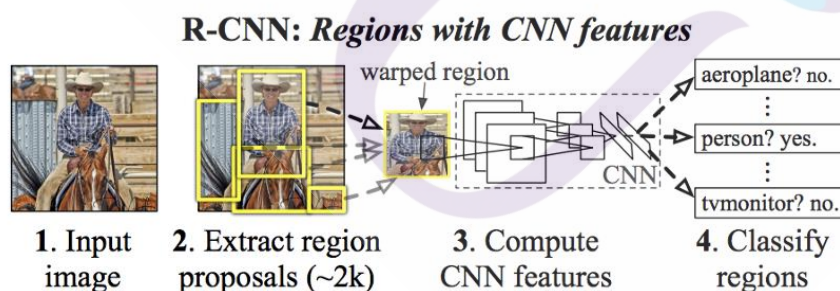 R-CNN: Regions with CNN features
warped region
aeroplane? no.
person? yes.
tvmonitor? no.
CNN
1. Input
image
2. Extract region
proposals (~2k)
3. Compute
CNN features
4. Classify
regions